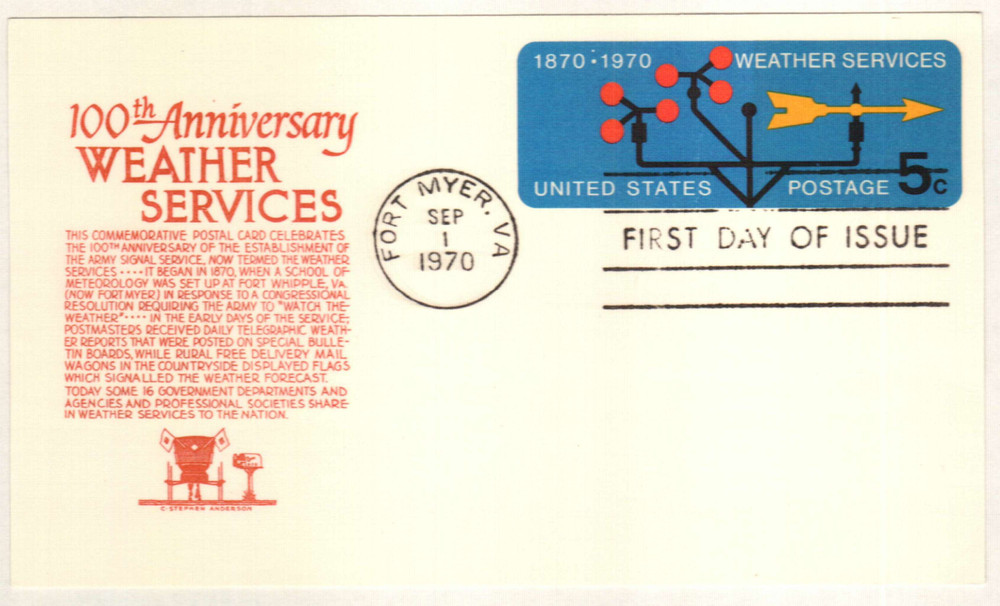 100th Anniversary
WEATHER
SERVICES
THIS COMMEMORATIVE POSTAL CARD CELEBRATES
THE 100TH ANNIVERSARY OF THE ESTABLISHMENT OF
THE ARMY SIGNAL SERVICE, NOW TERMED THE WEATHER
SERVICES ···· IT BEGAN IN 1870, WHEN A SCHOOL OF
METEOROLOGY WAS SET UP AT FORT WHIPPLE, VA.
(NOW FORT MYER) IN RESPONSE TO A CONGRESSIONAL
RESOLUTION REQUIRING THE ARMY TO "WATCH THE
WEATHER" ···· IN THE EARLY DAYS OF THE SERVICE;
POSTMASTERS RECEIVED DAILY TELEGRAPHIC WEATH-
ER REPORTS THAT WERE POSTED ON SPECIAL BULLE-
TIN BOARDS, WHILE RURAL FREE DELIVERY MAIL
WAGONS IN THE COUNTRYSIDE DISPLAYED FLAGS
WHICH SIGNALLED THE WEATHER FORECAST.
TODAY SOME 16 GOVERNMENT DEPARTMENTS AND
AGENCIES AND PROFESSIONAL SOCIETIES SHARE
IN WEATHER SERVICES TO THE NATION.
C·STEPHEN ANDERSON
FORT MYER, VA
SEP
1
1970
1870·1970 WEATHER SERVICES
UNITED STATES POSTAGE 5c
FIRST DAY OF ISSUE